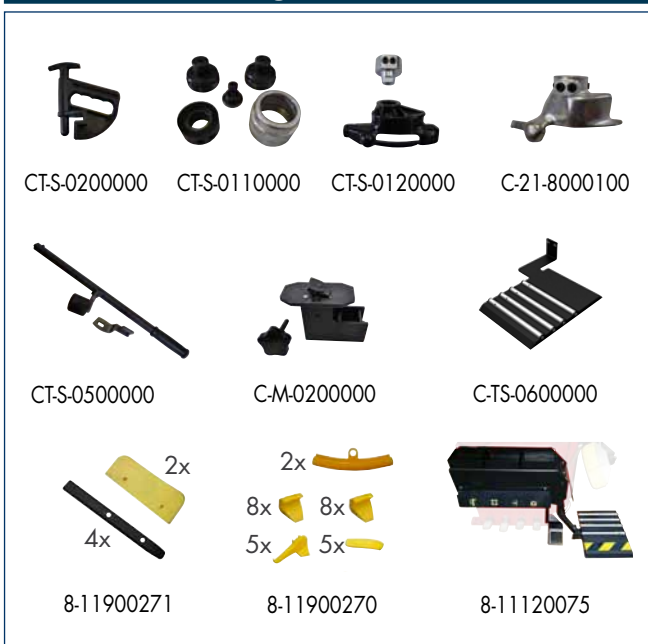 CT-S-0200000 CT-S-0110000 CT-S-0120000 C-21-8000100
CT-S-0500000 C-M-0200000 C-TS-0600000
2x
4x
2x
8x 8x
5x 5x
8-11900271 8-11900270 8-11120075